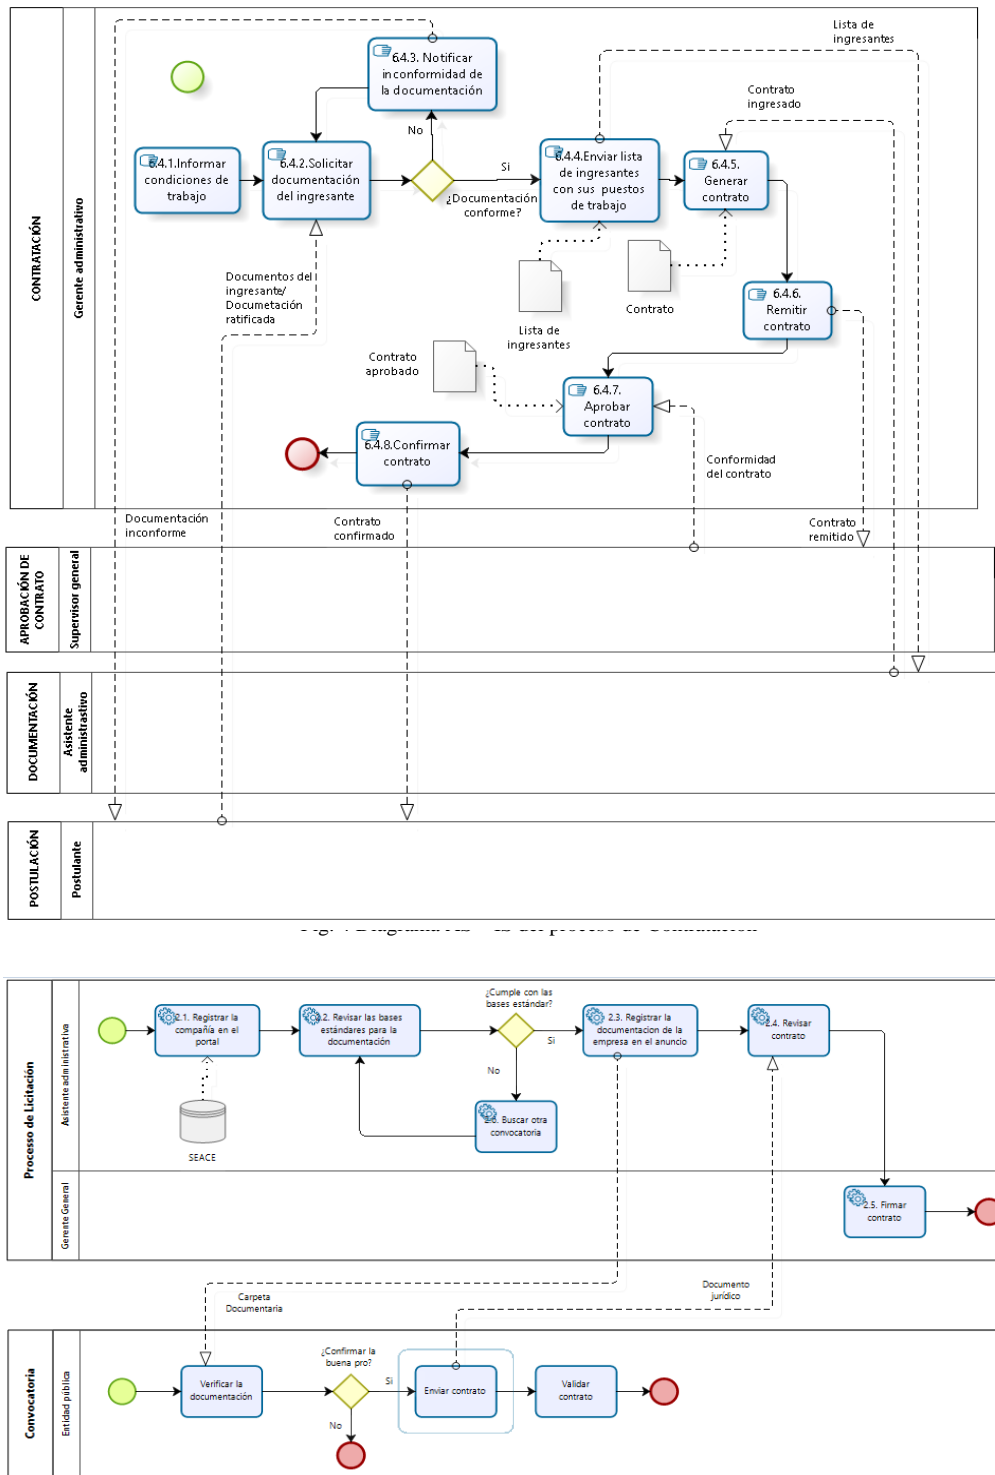 Lista de
ingresantes
6.4.3. Notificar
inconformidad de
la documentación
Contrato
ingresado
No
6.4.1.Informar
condiciones de
trabajo
6.4.2.Solicitar
documentación
del ingresante
Si
¿Documentación
conforme?
6.4.4.Enviar lista
de ingresantes
con sus puestos
de trabajo
6.4.5.
Generar
contrato
CONTRATACIÓN
Gerente administrativo
Documentos del
ingresante/
Documetación
ratificada
Lista de
ingresantes
Contrato
6.4.6.
Remitir
contrato
Contrato
aprobado
6.4.7.
Aprobar
contrato
6.4.8.Confirmar
contrato
Conformidad
del contrato
Documentación
inconforme
Contrato
confirmado
Contrato
remitido
APROBACIÓN DE
CONTRATO
Supervisor general
DOCUMENTACIÓN
Asistente
administrastivo
POSTULACIÓN
Postulante
Processo de Licitación
Asistente administrativa
2.1. Registrar la
compañía en el
portal
2.2. Revisar las bases
estándares para la
documentación
¿Cumple con las
bases estándar?
Si
No
2.3. Registrar la
documentacion de la
empresa en el anuncio
2.4. Revisar
contrato
SEACE
Buscar otra
convocatoria
Gerente General
2.5. Firmar
contrato
Carpeta
Documentaria
Documento
jurídico
Convocatoria
Entidad pública
Verificar la
documentación
¿Confirmar la
buena pro?
Si
No
Enviar contrato
Validar
contrato